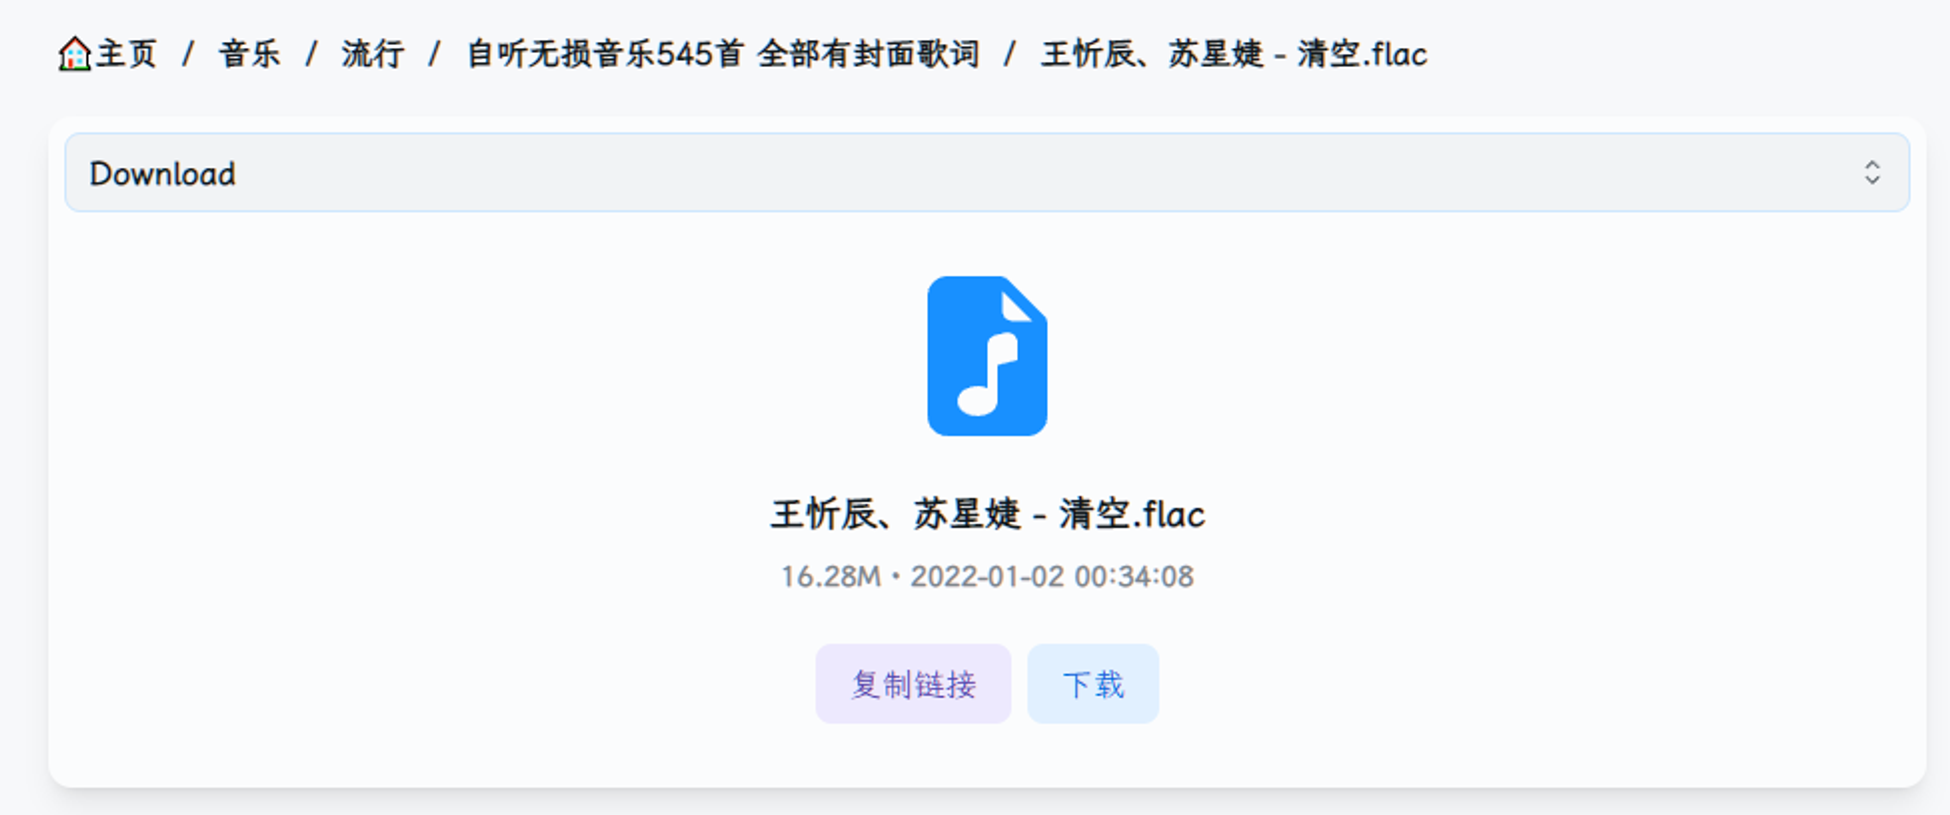 主页 / 音乐 / 流行 / 自听无损音乐545首 全部有封面歌词 / 王忻辰、苏星婕 - 清空.flac
Download
王忻辰、苏星婕 - 清空.flac
16.28M · 2022-01-02 00:34:08
复制链接 下载